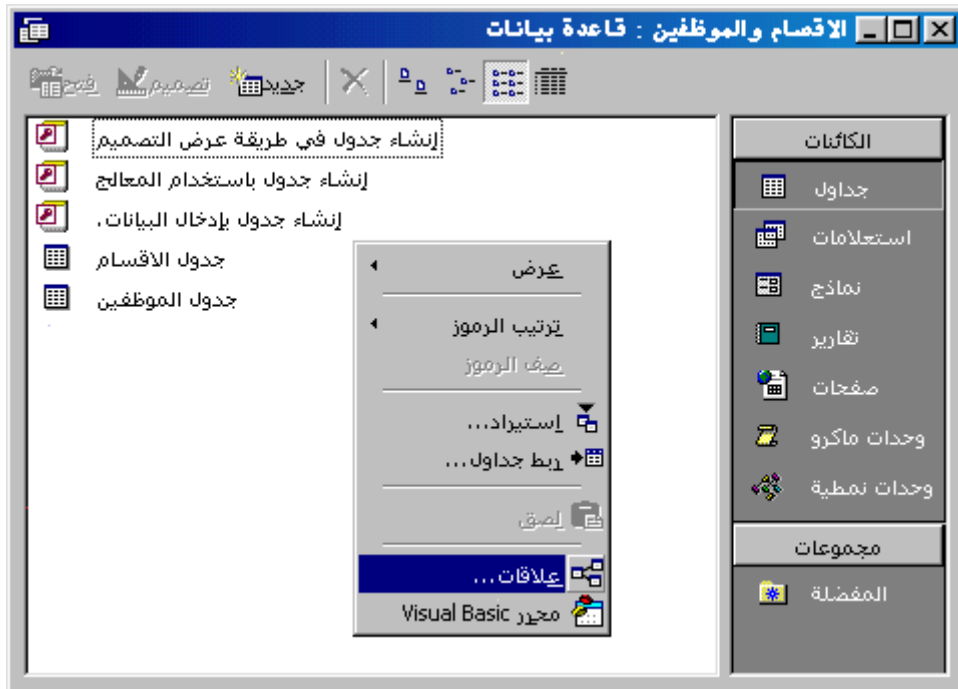 الاقسام والموظفين : قاعدة بيانات
فتح تصميم جديد
الكائنات
جداول
استعلامات
نماذج
تقارير
صفحات
وحدات ماكرو
وحدات نمطية
مجموعات
المفضلة
إنشاء جدول في طريقة عرض التصميم
إنشاء جدول باستخدام المعالج
إنشاء جدول بإدخال البيانات.
جدول الاقسام
جدول الموظفين
عرض
ترتيب الرموز
صف الرموز
إستيراد...
ربط جداول...
لصق
علاقات...
محرر Visual Basic